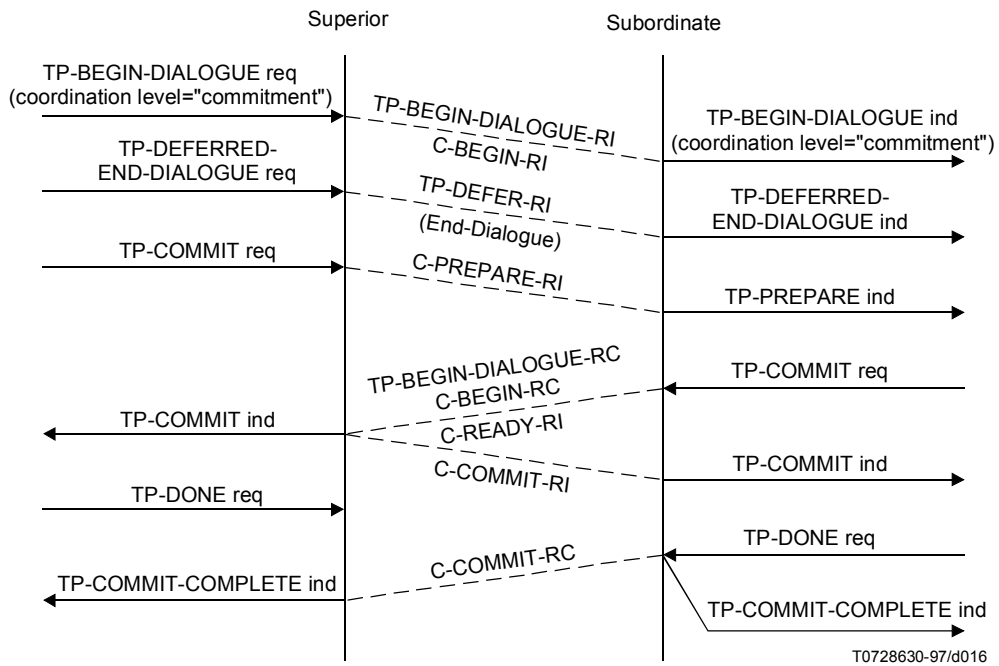 Superior
Subordinate
TP-BEGIN-DIALOGUE req
(coordination level="commitment")
TP-BEGIN-DIALOGUE-RI
C-BEGIN-RI
TP-BEGIN-DIALOGUE ind
(coordination level="commitment")
TP-DEFERRED-
END-DIALOGUE req
TP-DEFER-RI
(End-Dialogue)
TP-DEFERRED-
END-DIALOGUE ind
TP-COMMIT req
C-PREPARE-RI
TP-PREPARE ind
TP-BEGIN-DIALOGUE-RC
C-BEGIN-RC
TP-COMMIT req
TP-COMMIT ind
C-READY-RI
C-COMMIT-RI
TP-COMMIT ind
TP-DONE req
TP-DONE req
C-COMMIT-RC
TP-COMMIT-COMPLETE ind
TP-COMMIT-COMPLETE ind
T0728630-97/d016